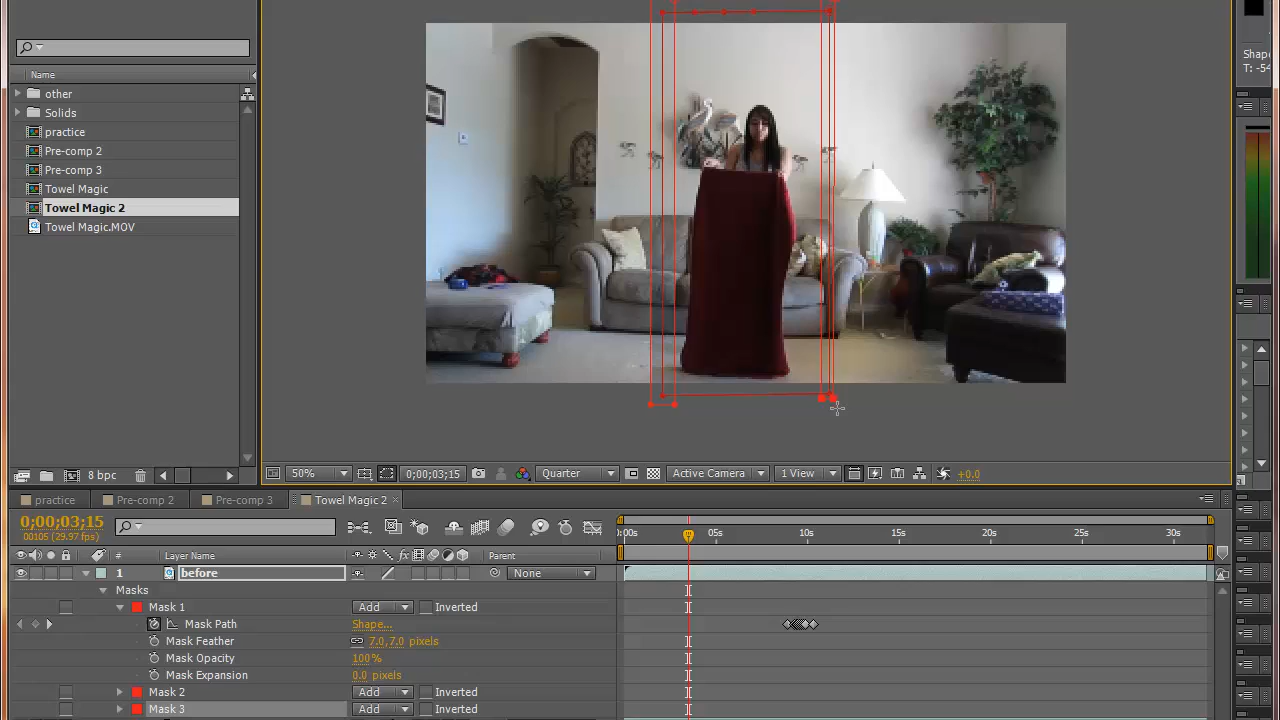 Shape
T: -54
Name
other
Solids
practice
Pre-comp 2
Pre-comp 3
Towel Magic
Towel Magic 2
Towel Magic.MOV
8 bpc
50%
0;00;03;15
Quarter
Active Camera
1 View
+0.0
practice
Pre-comp 2
Pre-comp 3
Towel Magic 2 ×
0;00;03;15
00105 (29.97 fps)
0:00s 05s 10s 15s 20s 25s 30s
# Layer Name Parent
1 before None
Masks
Mask 1 Add Inverted
Mask Path Shape...
Mask Feather 7.0,7.0 pixels
Mask Opacity 100%
Mask Expansion 0.0 pixels
Mask 2 Add Inverted
Mask 3 Add Inverted